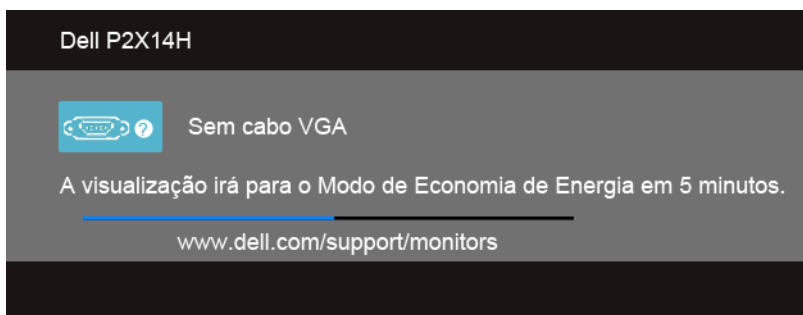 Dell P2X14H
Sem cabo VGA
A visualização irá para o Modo de Economia de Energia em 5 minutos.
www.dell.com/support/monitors